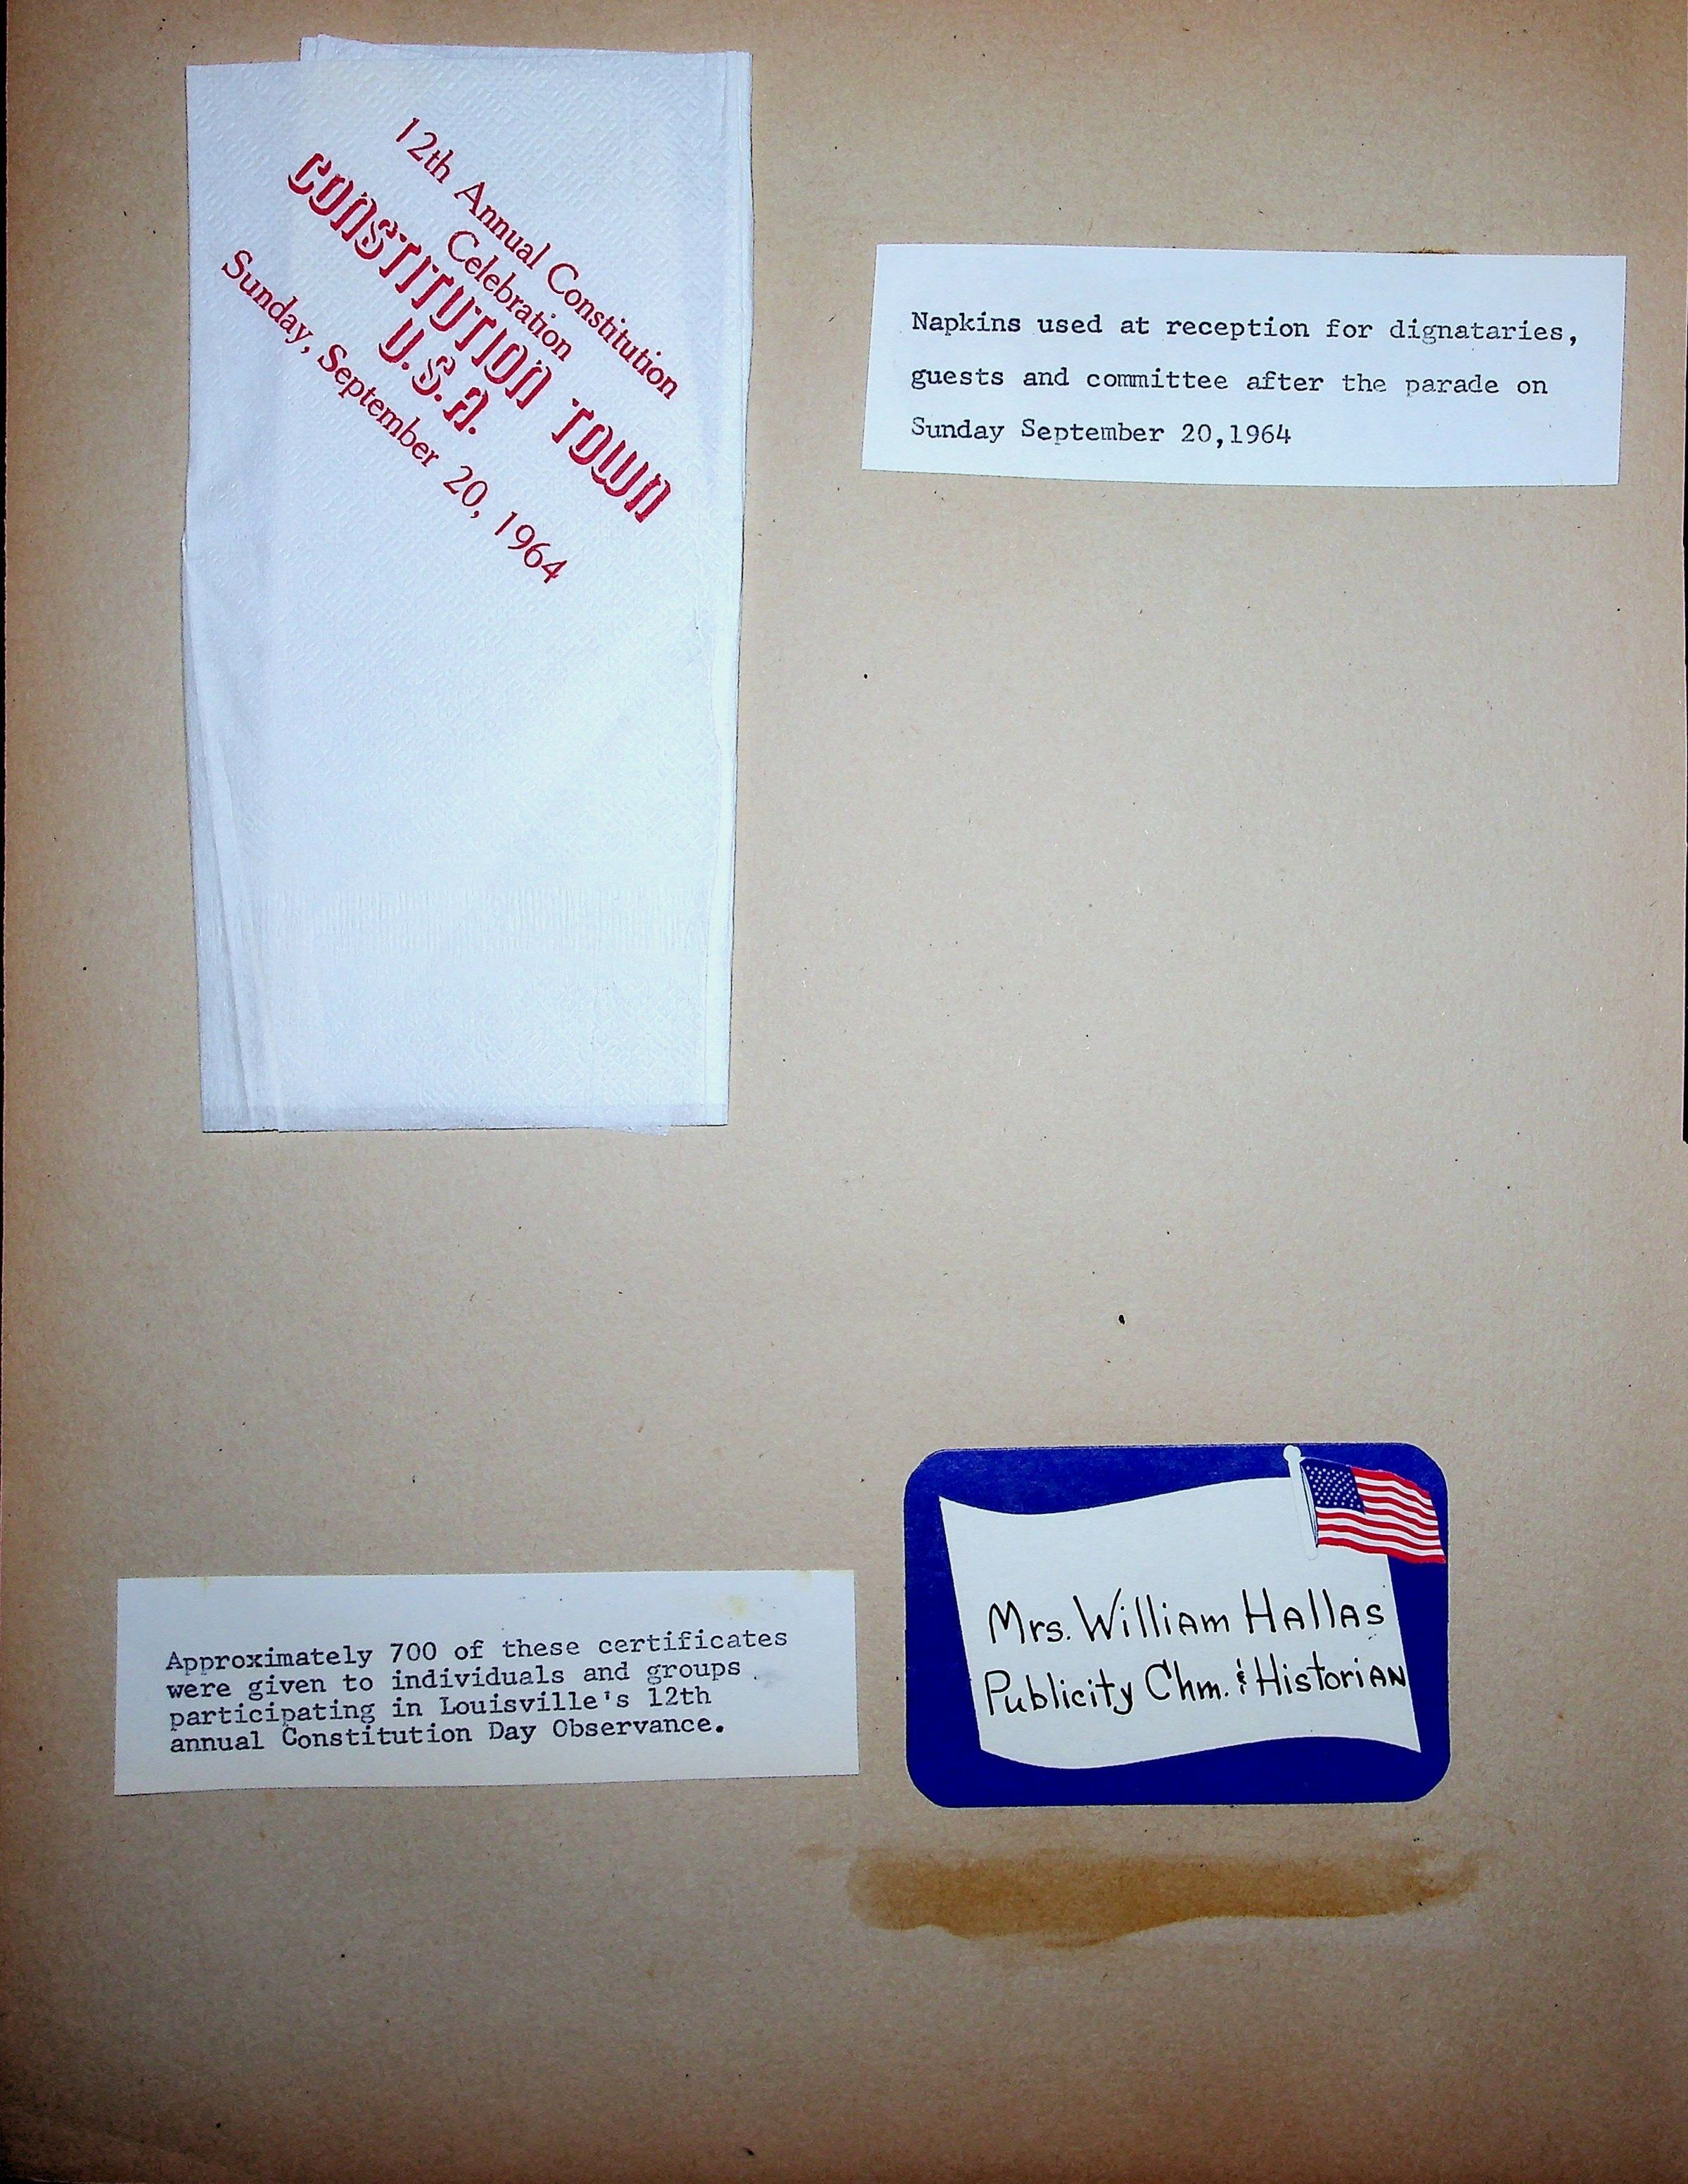 12th Annual Constitution
Celebration
CONSTITUTION TOWN
U.S.A.
Sunday, September 20, 1964
Napkins used at reception for dignataries,
guests and committee after the parade on
Sunday September 20,1964
Approximately 700 of these certificates
were given to individuals and groups
participating in Louisville's 12th
annual Constitution Day Observance.
Mrs. William Hallas
Publicity Chm. & Historian